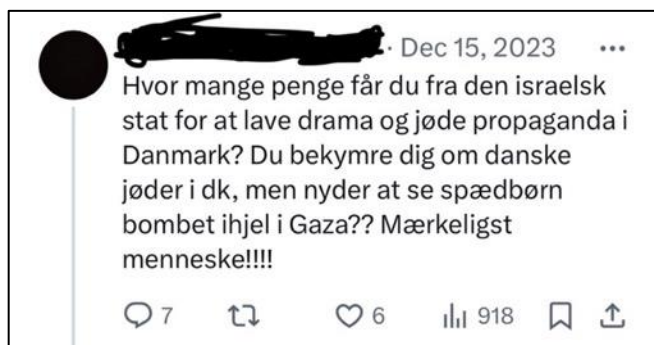 · Dec 15, 2023 ...
Hvor mange penge får du fra den israelsk
stat for at lave drama og jøde propaganda i
Danmark? Du bekymre dig om danske
jøder i dk, men nyder at se spædbørn
bombet ihjel i Gaza?? Mærkeligst
menneske!!!!
7 6 918